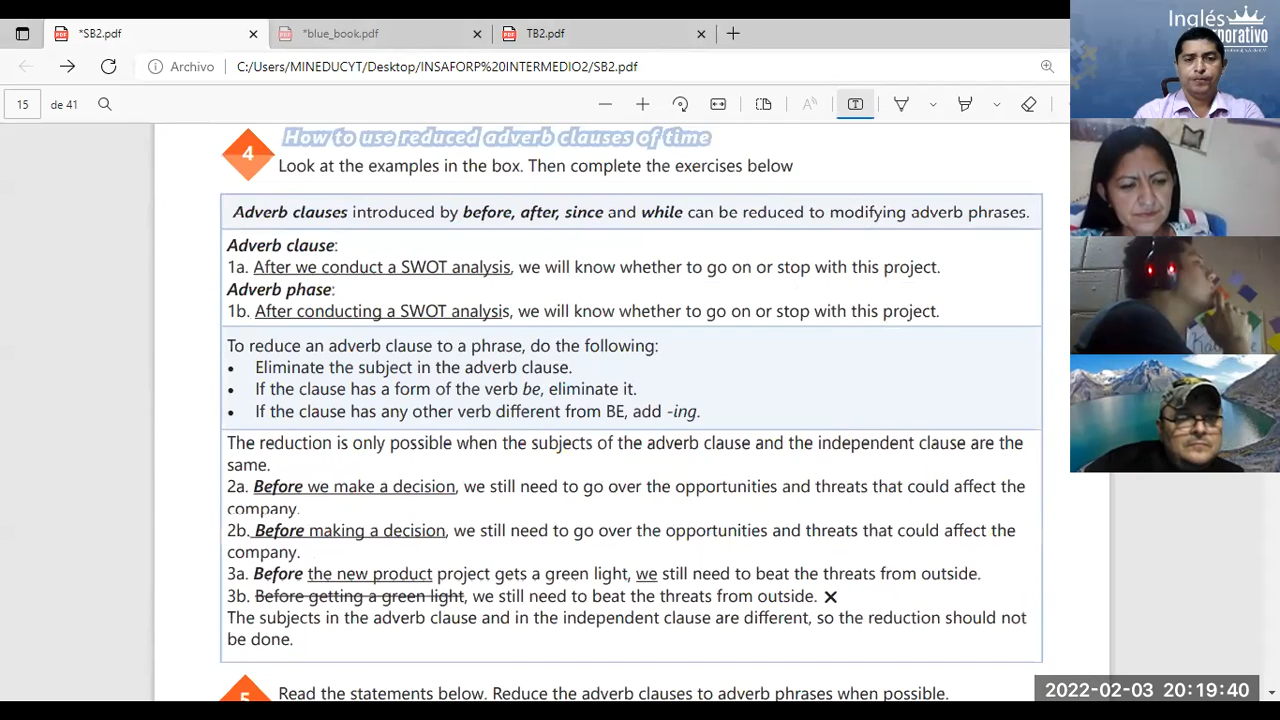 *SB2.pdf
*blue_book.pdf
TB2.pdf
Archivo
C:/Users/MINEDUCYT/Desktop/INSAFORP%20INTERMEDIO2/SB2.pdf
15
de 41
4
How to use reduced adverb clauses of time
Look at the examples in the box. Then complete the exercises below
Adverb clauses introduced by before, after, since and while can be reduced to modifying adverb phrases.
Adverb clause:
1a. After we conduct a SWOT analysis, we will know whether to go on or stop with this project.
Adverb phase:
1b. After conducting a SWOT analysis, we will know whether to go on or stop with this project.
To reduce an adverb clause to a phrase, do the following:
• Eliminate the subject in the adverb clause.
• If the clause has a form of the verb be, eliminate it.
• If the clause has any other verb different from BE, add -ing.
The reduction is only possible when the subjects of the adverb clause and the independent clause are the
same.
2a. Before we make a decision, we still need to go over the opportunities and threats that could affect the
company.
2b. Before making a decision, we still need to go over the opportunities and threats that could affect the
company.
3a. Before the new product project gets a green light, we still need to beat the threats from outside.
3b. Before getting a green light, we still need to beat the threats from outside. ✕
The subjects in the adverb clause and in the independent clause are different, so the reduction should not
be done.
5
Read the statements below. Reduce the adverb clauses to adverb phrases when possible.
Inglés
2022-02-03 20:19:40